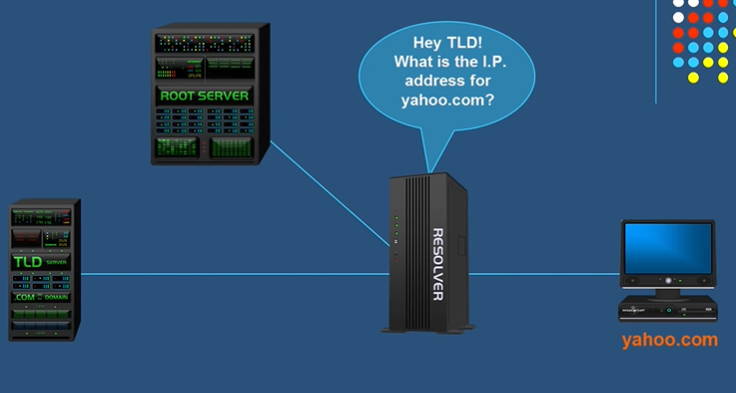 Hey TLD!
What is the I.P.
address for
yahoo.com?
ROOT SERVER
RESOLVER
TLD SERVER
.COM DOMAIN
yahoo.com